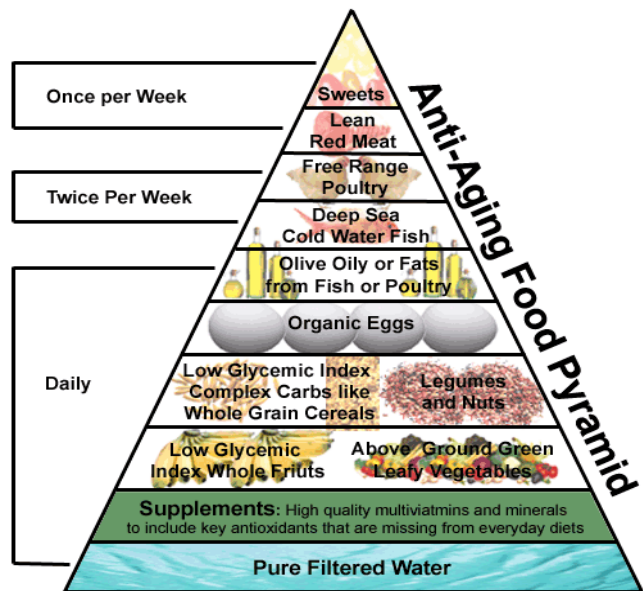 Anti-Aging Food Pyramid
Once per Week
Sweets
Lean
Red Meat
Twice Per Week
Free Range
Poultry
Deep Sea
Cold Water Fish
Daily
Olive Oily or Fats
from Fish or Poultry
Organic Eggs
Low Glycemic Index
Complex Carbs like
Whole Grain Cereals
Legumes
and Nuts
Low Glycemic
Index Whole Friuts
Above Ground Green
Leafy Vegetables
Supplements: High quality multiviatmins and minerals
to include key antioxidants that are missing from everyday diets
Pure Filtered Water